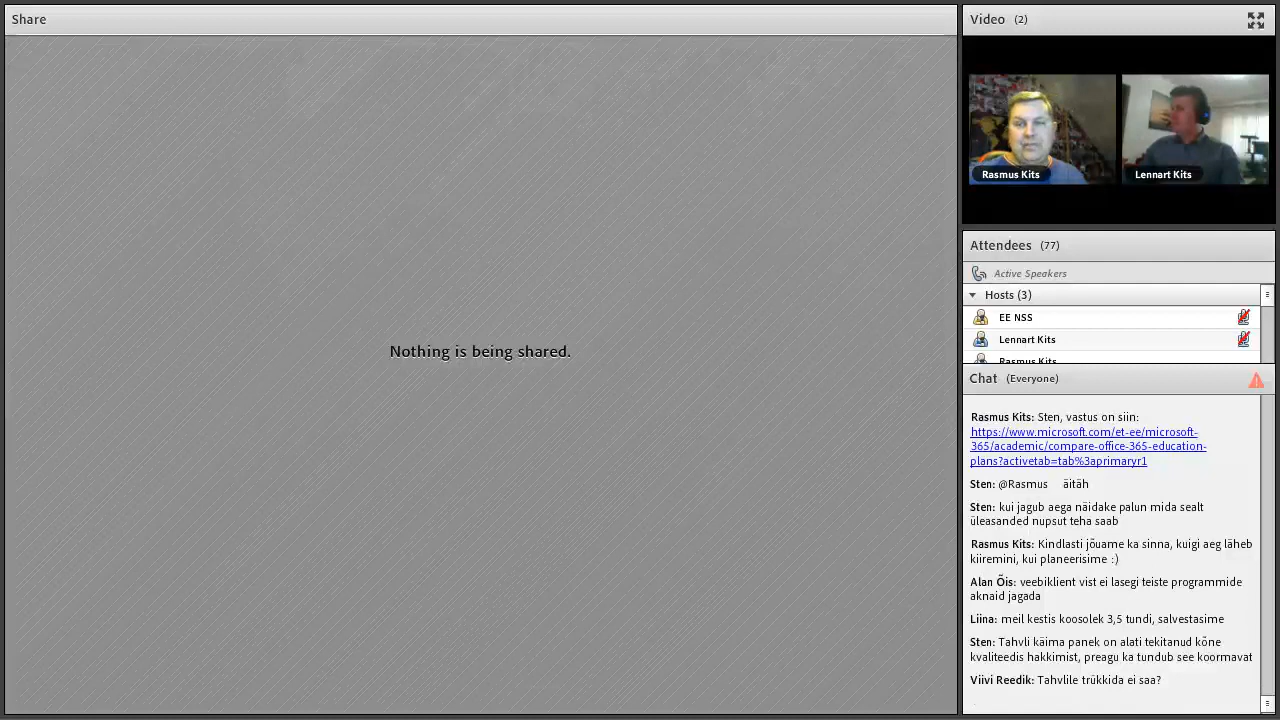 Share
Nothing is being shared.
Video (2)
Rasmus Kits
Lennart Kits
Attendees (77)
Active Speakers
Hosts (3)
EE NSS
Lennart Kits
Rasmus Kits
Chat (Everyone)
Rasmus Kits: Sten, vastus on siin:
https://www.microsoft.com/et-ee/microsoft-
365/academic/compare-office-365-education-
plans?activetab=tab%3aprimaryr1
Sten: @Rasmus äitäh
Sten: kui jagub aega näidake palun mida sealt
üleasanded nupsut teha saab
Rasmus Kits: Kindlasti jõuame ka sinna, kuigi aeg läheb
kiiremini, kui planeerisime :)
Alan Õis: veebiklient vist ei lasegi teiste programmide
aknaid jagada
Liina: meil kestis koosolek 3,5 tundi, salvestasime
Sten: Tahvli käima panek on alati tekitanud kõne
kvaliteedis hakkimist, preagu ka tundub see koormavat
Viivi Reedik: Tahvlile trükkida ei saa?